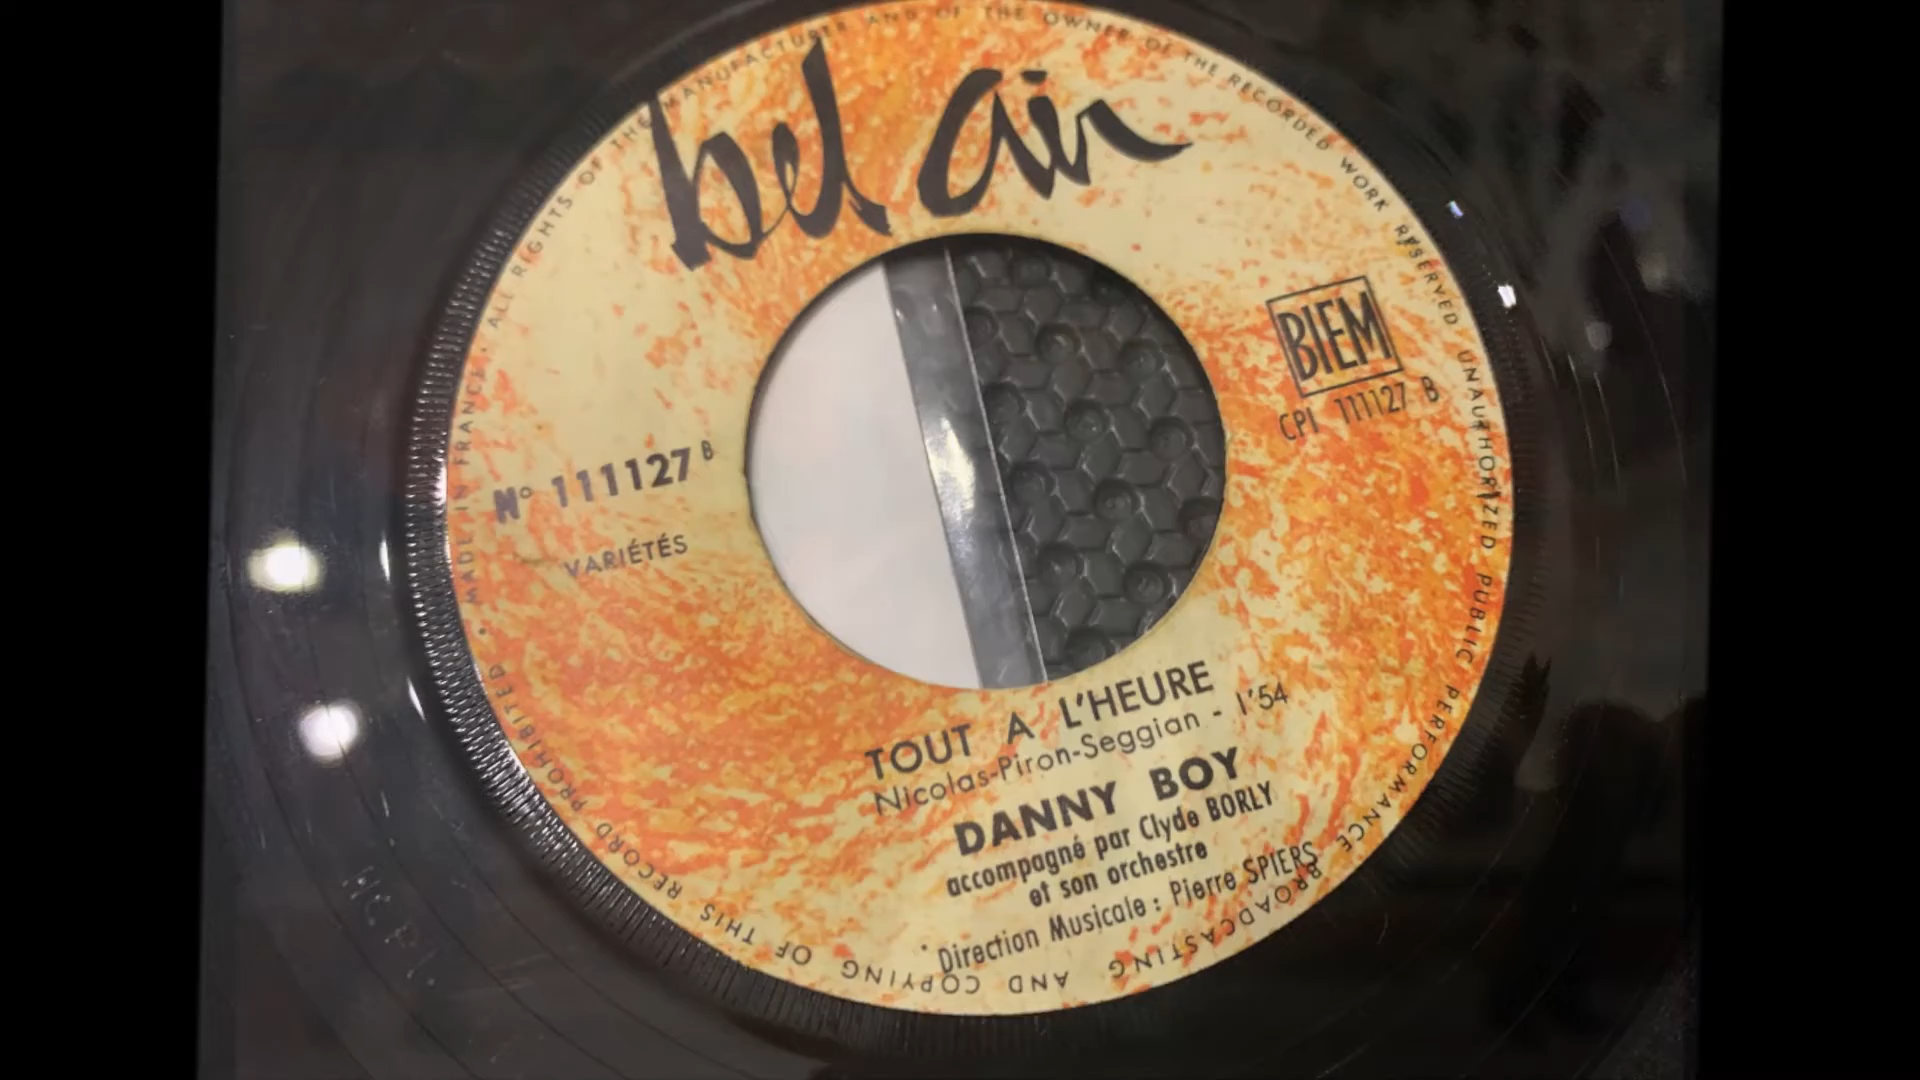 bel air
BIEM
CPI 111127 B
Nº 111127 B
VARIÉTÉS
TOUT A L'HEURE
Nicolas-Piron-Seggian - 1'54
DANNY BOY
accompagné par Clyde BORLY
et son orchestre
Direction Musicale : Pierre SPIERS
MADE IN FRANCE · ALL RIGHTS OF THE MANUFACTURER AND OF THE OWNER OF THE RECORDED WORK RESERVED UNAUTHORIZED PUBLIC PERFORMANCE BROADCASTING AND COPYING OF THIS RECORD PROHIBITED ·